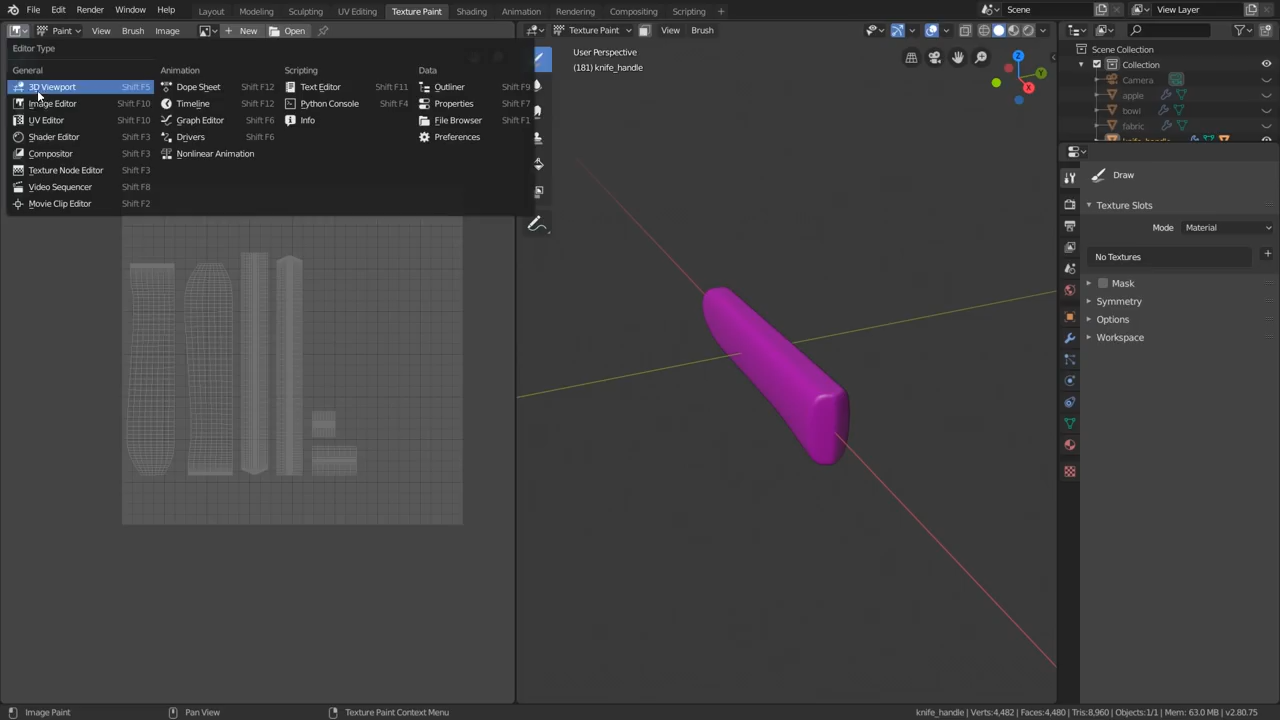 File Edit Render Window Help Layout Modeling Sculpting UV Editing Texture Paint Shading Animation Rendering Compositing Scripting Scene View Layer
Paint View Brush Image New Open Texture Paint View Brush
Editor Type
General Animation Scripting Data
3D Viewport Shift F5 Dope Sheet Shift F12 Text Editor Shift F11 Outliner Shift F9
Image Editor Shift F10 Timeline Shift F12 Python Console Shift F4 Properties Shift F7
UV Editor Shift F10 Graph Editor Shift F6 Info File Browser Shift F1
Shader Editor Shift F3 Drivers Shift F6 Preferences
Compositor Shift F3 Nonlinear Animation
Texture Node Editor Shift F3
Video Sequencer Shift F8
Movie Clip Editor Shift F2
User Perspective
(181) knife_handle
Z
Y
X
Scene Collection
Collection
Camera
apple
bowl
fabric
knife_handle
Draw
Texture Slots
Mode Material
No Textures
Mask
Symmetry
Options
Workspace
Image Paint Pan View Texture Paint Context Menu knife_handle | Verts:4,482 | Faces:4,480 | Tris:8,960 | Objects:1/1 | Mem: 63.0 MB | v2.80.75